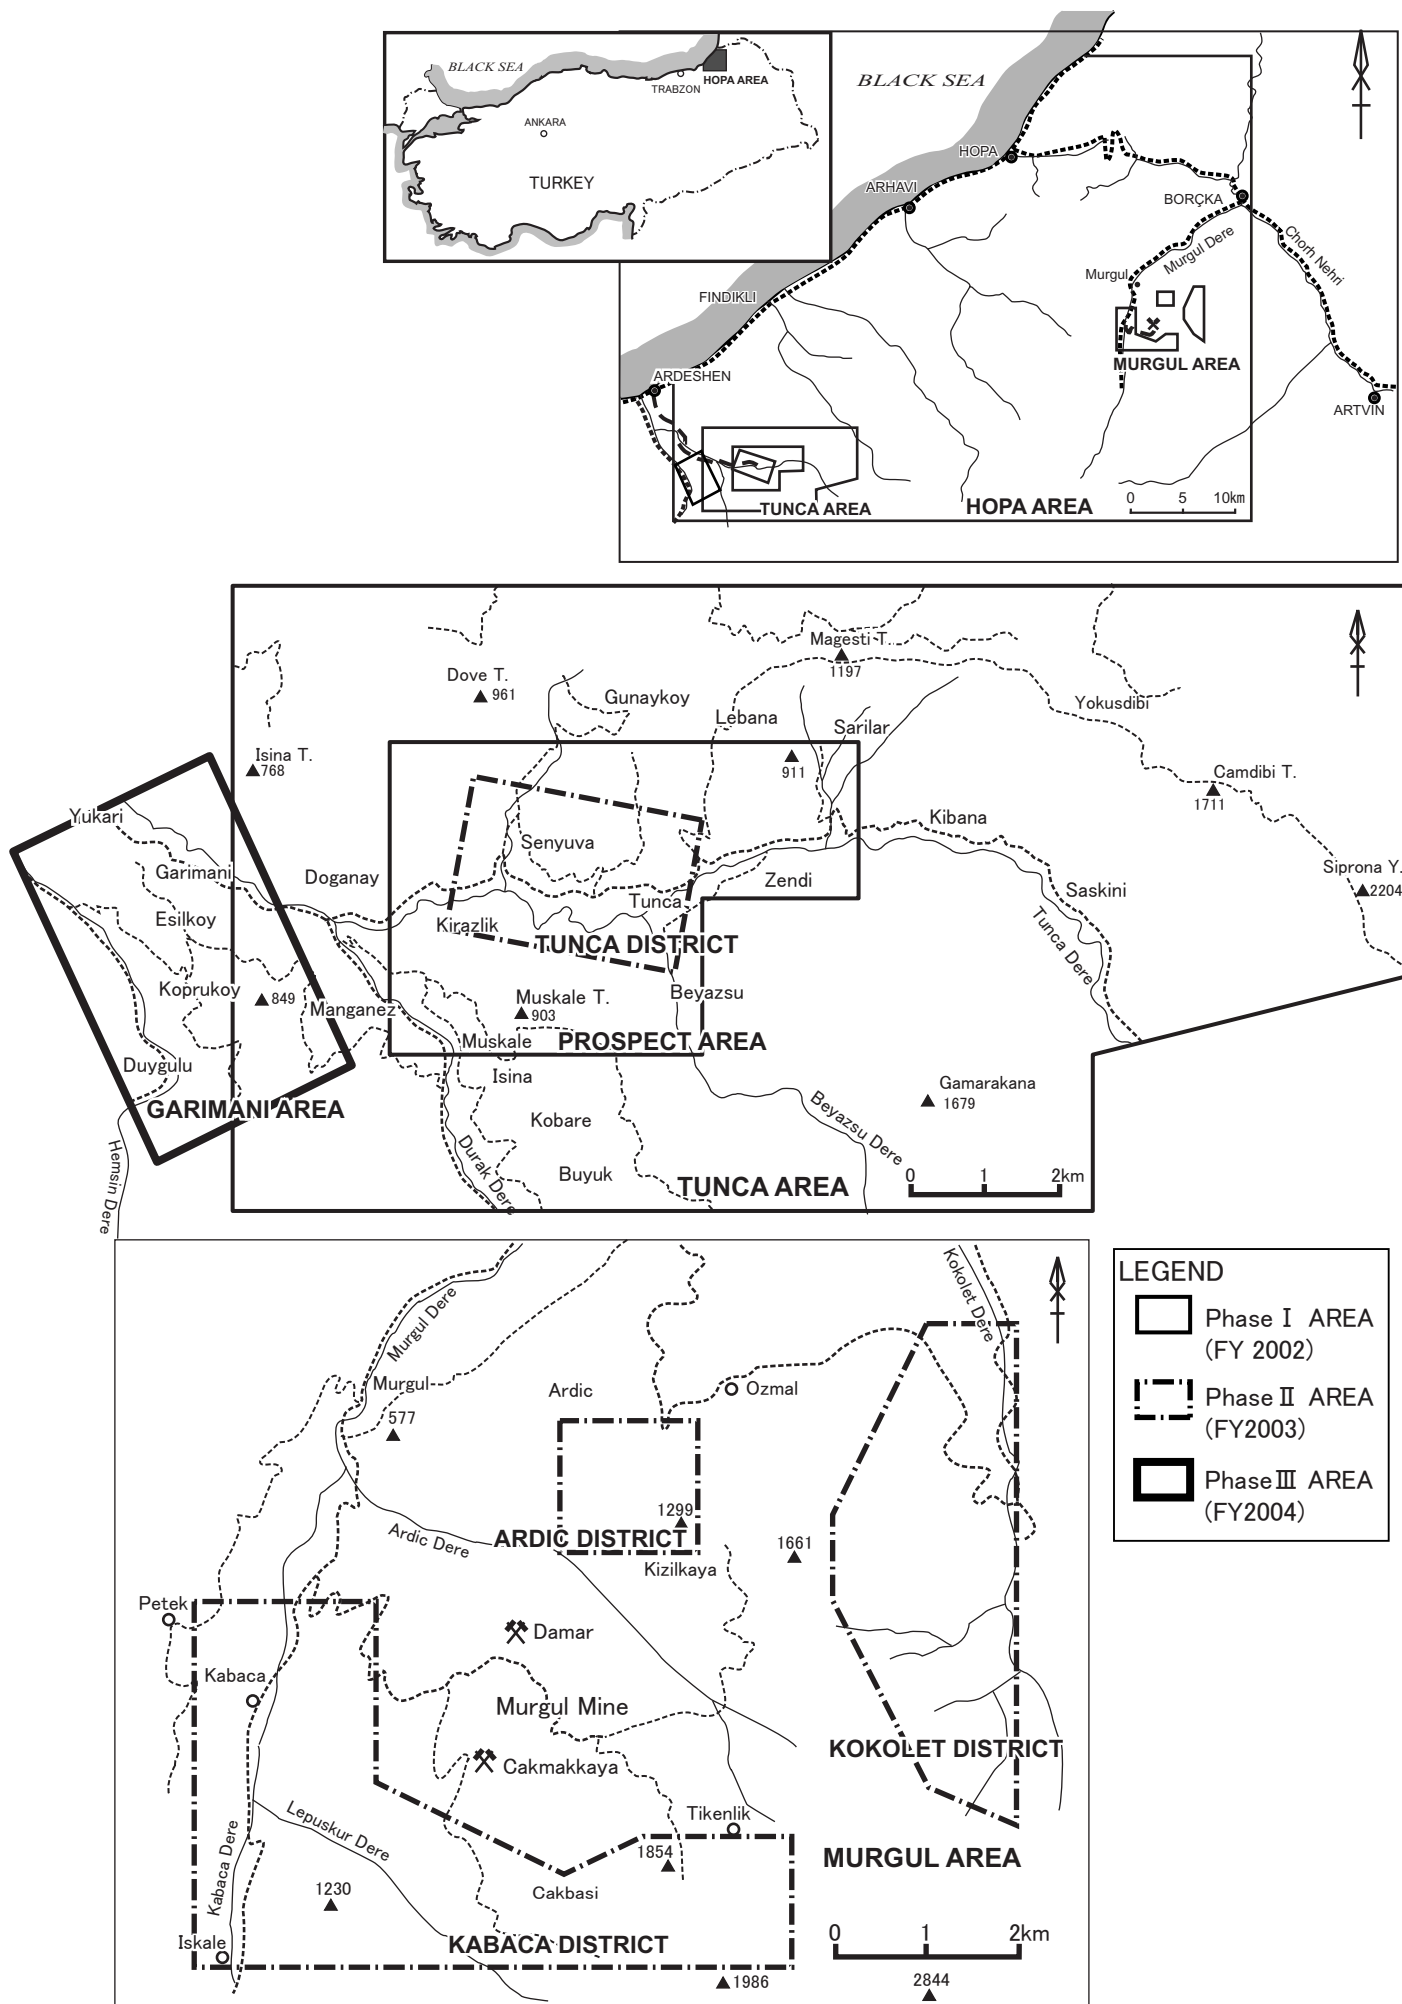 BLACK SEA
HOPA AREA
TRABZON
ANKARA
TURKEY
BLACK SEA
HOPA
ARHAVI
BORÇKA
Chorh Nehri
Murgul Dere
Murgul
FINDIKLI
MURGUL AREA
ARDESHEN
ARTVIN
TUNCA AREA
HOPA AREA
0 5 10km
Magesti T.
1197
Dove T.
961
Gunaykoy
Yokusdibi
Lebana
Sarilar
Isina T.
768
911
Camdibi T.
1711
Yukari
Kibana
Senyuva
Garimani
Doganay
Zendi
Siprona Y.
2204
Saskini
Esilkoy
Kirazlik
Tunca
TUNCA DISTRICT
Tunca Dere
Koprukoy
849
Manganez
Muskale T.
903
Beyazsu
Muskale
PROSPECT AREA
Duygulu
Isina
Gamarakana
1679
GARIMANI AREA
Kobare
Beyazsu Dere
Hemsin Dere
Durak Dere
Buyuk
TUNCA AREA
0 1 2km
Kokolet Dere
Murgul Dere
Murgul
577
Ardic
Ozmal
1299
Ardic Dere
ARDIC DISTRICT
1661
Kizilkaya
Petek
Damar
Kabaca
Murgul Mine
KOKOLET DISTRICT
Cakmakkaya
Lepuskur Dere
Tikenlik
Kabaca Dere
1854
MURGUL AREA
1230
Cakbasi
Iskale
KABACA DISTRICT
0 1 2km
1986
2844
LEGEND
Phase Ⅰ AREA
(FY 2002)
Phase Ⅱ AREA
(FY2003)
Phase Ⅲ AREA
(FY2004)